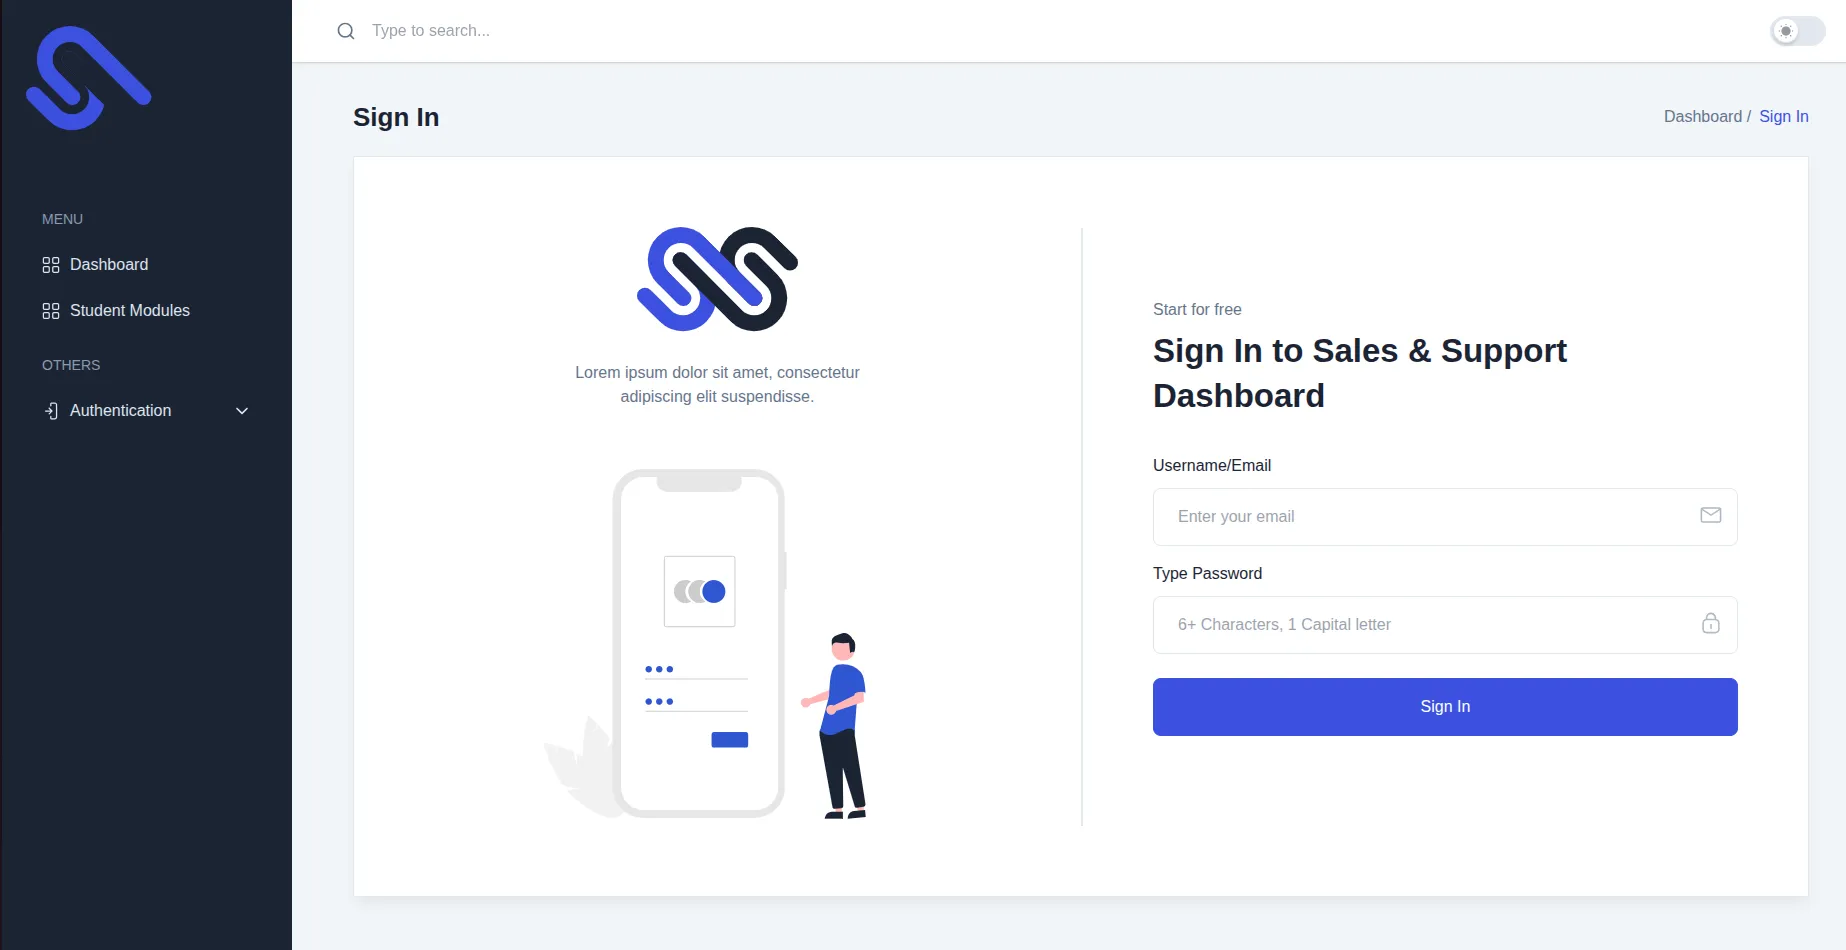 Type to search...
MENU
Dashboard
Student Modules
OTHERS
Authentication
Sign In
Dashboard / Sign In
Lorem ipsum dolor sit amet, consectetur
adipiscing elit suspendisse.
Start for free
Sign In to Sales & Support
Dashboard
Username/Email
Enter your email
Type Password
6+ Characters, 1 Capital letter
Sign In